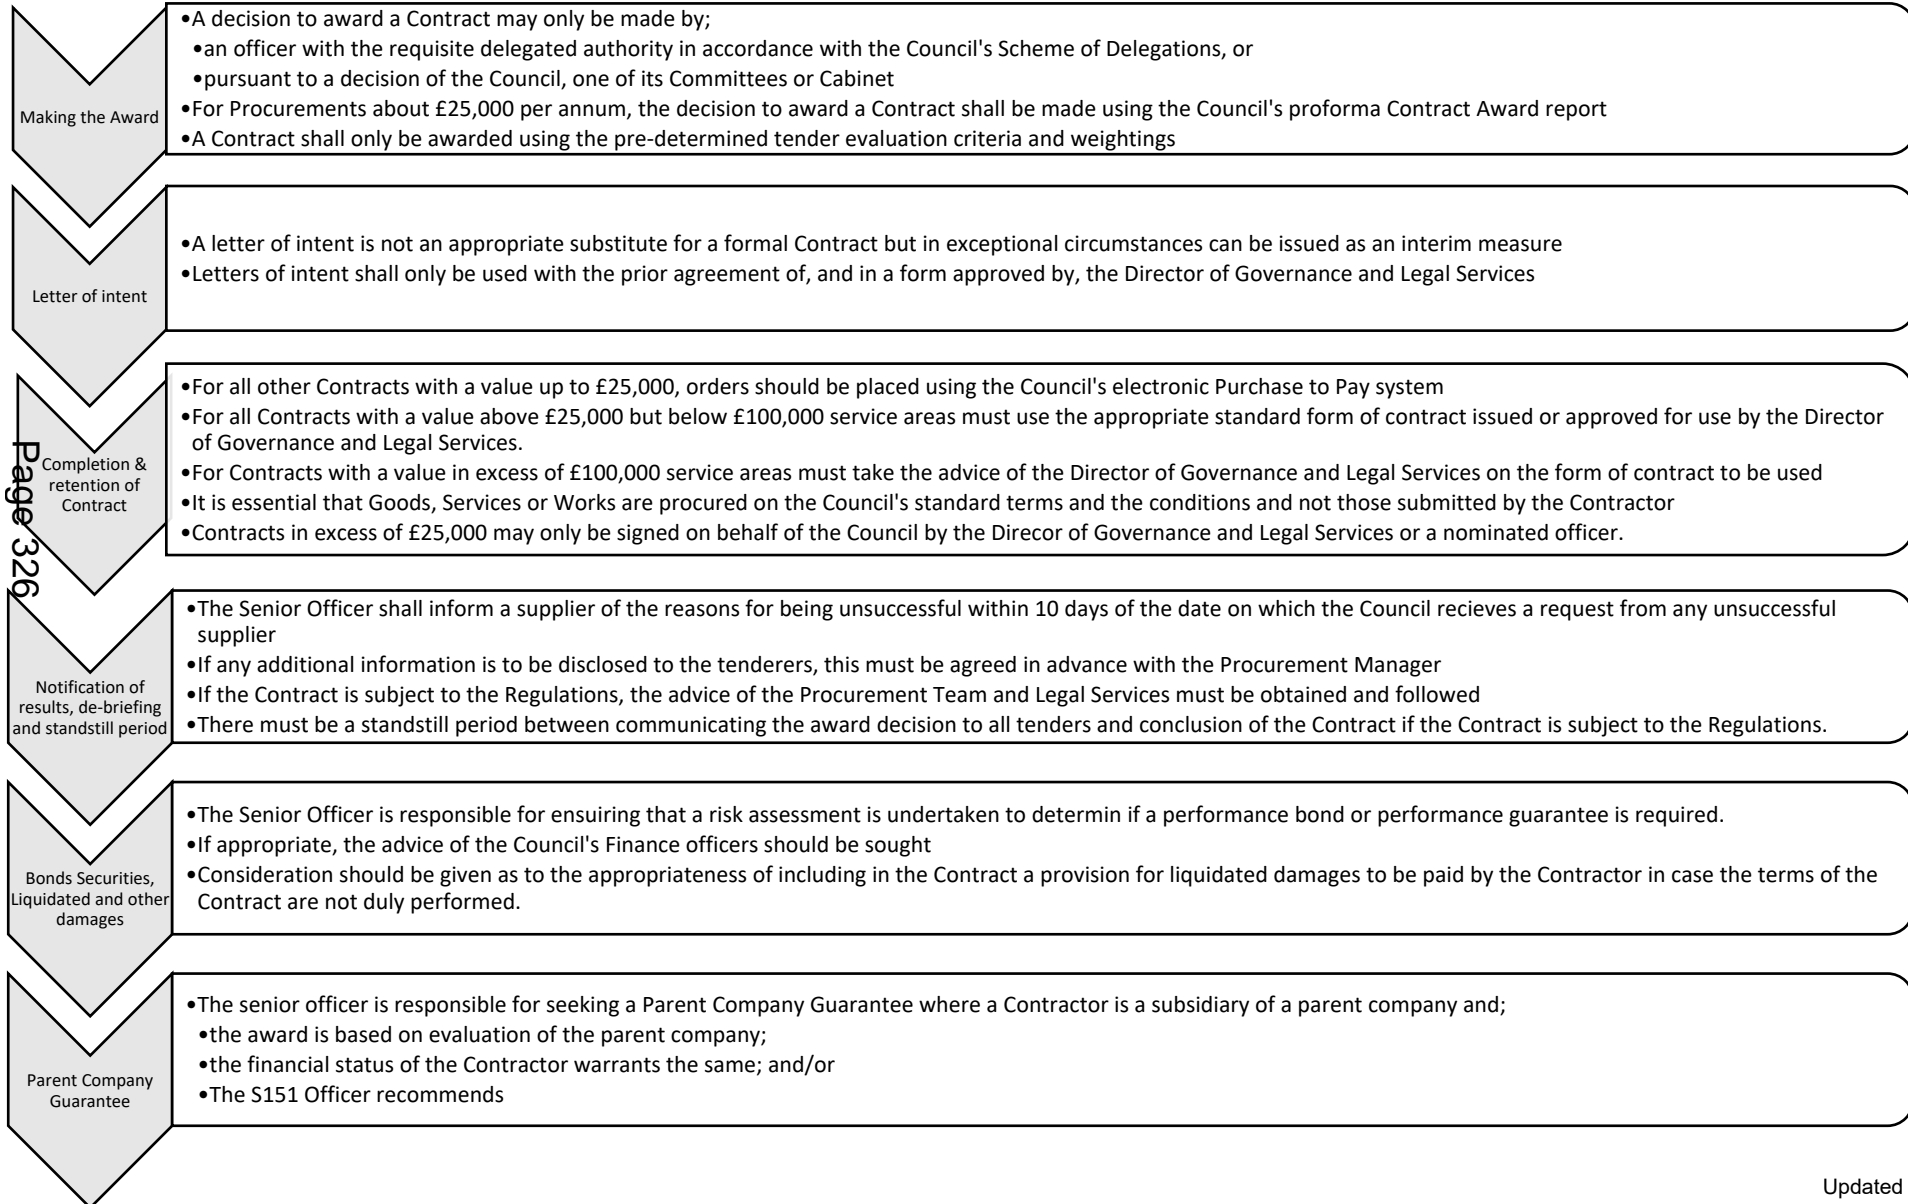 Making the Award
•A decision to award a Contract may only be made by;
•an officer with the requisite delegated authority in accordance with the Council's Scheme of Delegations, or
•pursuant to a decision of the Council, one of its Committees or Cabinet
•For Procurements about £25,000 per annum, the decision to award a Contract shall be made using the Council's proforma Contract Award report
•A Contract shall only be awarded using the pre-determined tender evaluation criteria and weightings
Letter of intent
•A letter of intent is not an appropriate substitute for a formal Contract but in exceptional circumstances can be issued as an interim measure
•Letters of intent shall only be used with the prior agreement of, and in a form approved by, the Director of Governance and Legal Services
Completion &
retention of
Contract
•For all other Contracts with a value up to £25,000, orders should be placed using the Council's electronic Purchase to Pay system
•For all Contracts with a value above £25,000 but below £100,000 service areas must use the appropriate standard form of contract issued or approved for use by the Director
of Governance and Legal Services.
•For Contracts with a value in excess of £100,000 service areas must take the advice of the Director of Governance and Legal Services on the form of contract to be used
•It is essential that Goods, Services or Works are procured on the Council's standard terms and the conditions and not those submitted by the Contractor
•Contracts in excess of £25,000 may only be signed on behalf of the Council by the Direcor of Governance and Legal Services or a nominated officer.
Page 326
Notification of
results, de-briefing
and standstill period
•The Senior Officer shall inform a supplier of the reasons for being unsuccessful within 10 days of the date on which the Council recieves a request from any unsuccessful
supplier
•If any additional information is to be disclosed to the tenderers, this must be agreed in advance with the Procurement Manager
•If the Contract is subject to the Regulations, the advice of the Procurement Team and Legal Services must be obtained and followed
•There must be a standstill period between communicating the award decision to all tenders and conclusion of the Contract if the Contract is subject to the Regulations.
Bonds Securities,
Liquidated and other
damages
•The Senior Officer is responsible for ensuiring that a risk assessment is undertaken to determin if a performance bond or performance guarantee is required.
•If appropriate, the advice of the Council's Finance officers should be sought
•Consideration should be given as to the appropriateness of including in the Contract a provision for liquidated damages to be paid by the Contractor in case the terms of the
Contract are not duly performed.
Parent Company
Guarantee
•The senior officer is responsible for seeking a Parent Company Guarantee where a Contractor is a subsidiary of a parent company and;
•the award is based on evaluation of the parent company;
•the financial status of the Contractor warrants the same; and/or
•The S151 Officer recommends
Updated